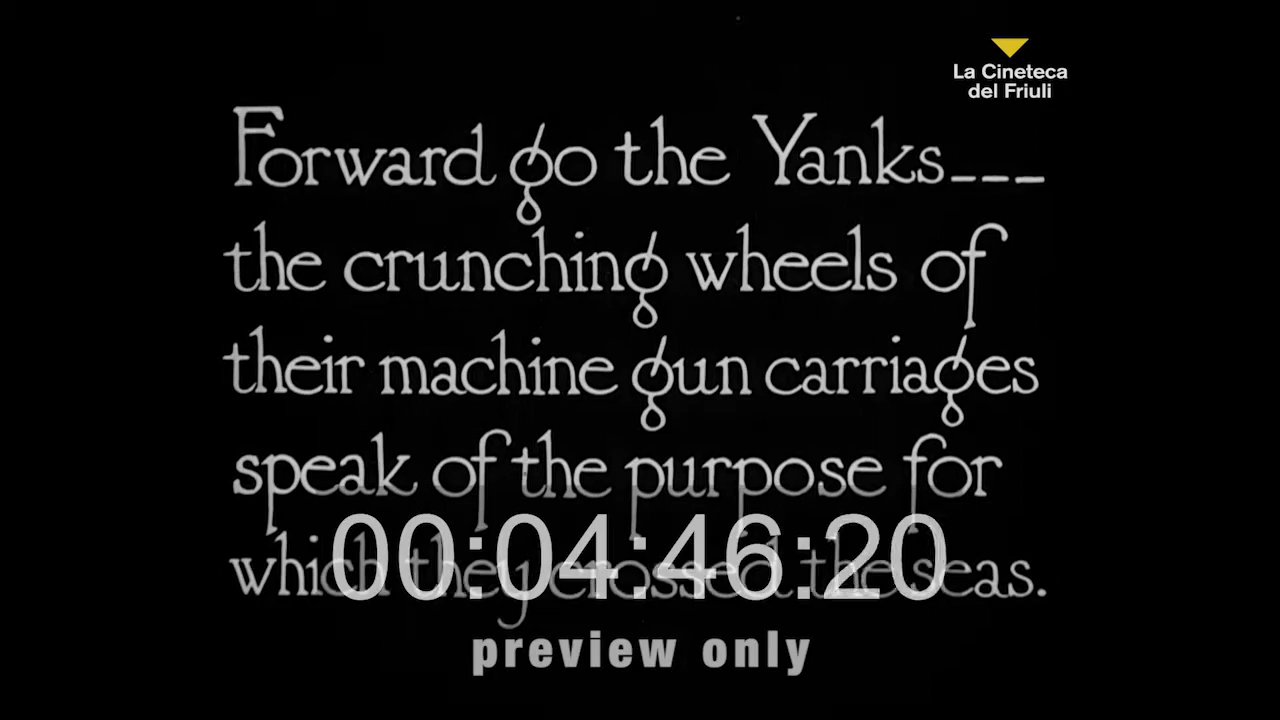 La Cineteca
del Friuli
Forward go the Yanks___
the crunching wheels of
their machine gun carriages
speak of the purpose for
which they crossed the seas.
00:04:46:20
preview only